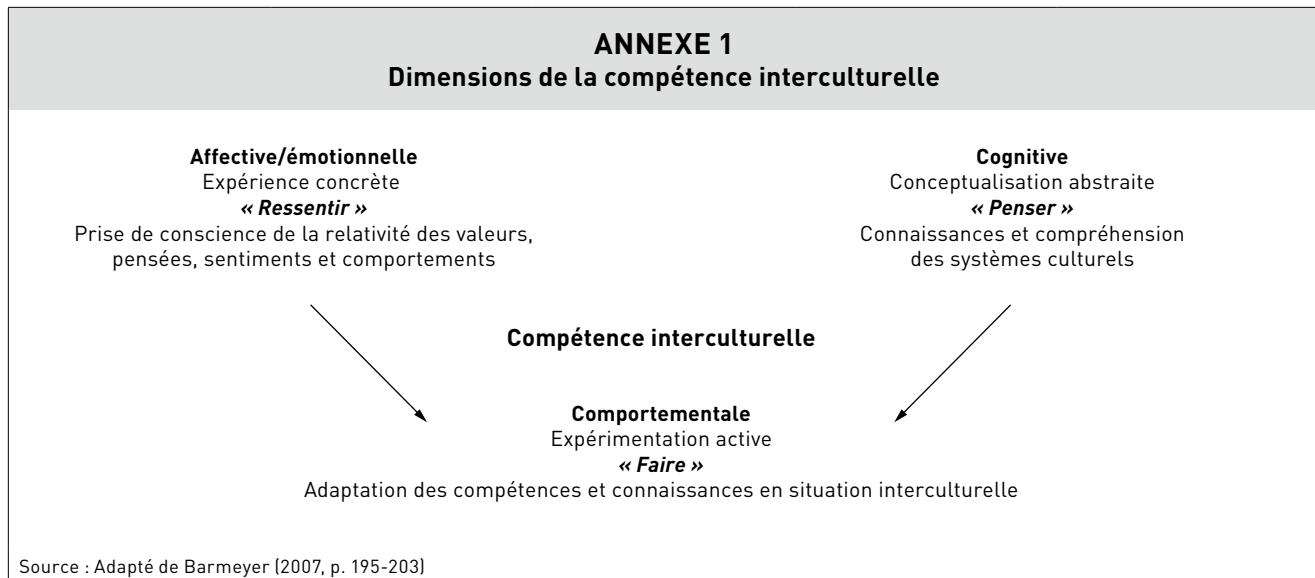 ANNEXE 1
Dimensions de la compétence interculturelle
Affective/émotionnelle
Expérience concrète
« Ressentir »
Prise de conscience de la relativité des valeurs,
pensées, sentiments et comportements
Cognitive
Conceptualisation abstraite
« Penser »
Connaissances et compréhension
des systèmes culturels
Compétence interculturelle
Comportementale
Expérimentation active
« Faire »
Adaptation des compétences et connaissances en situation interculturelle
Source : Adapté de Barmeyer (2007, p. 195-203)